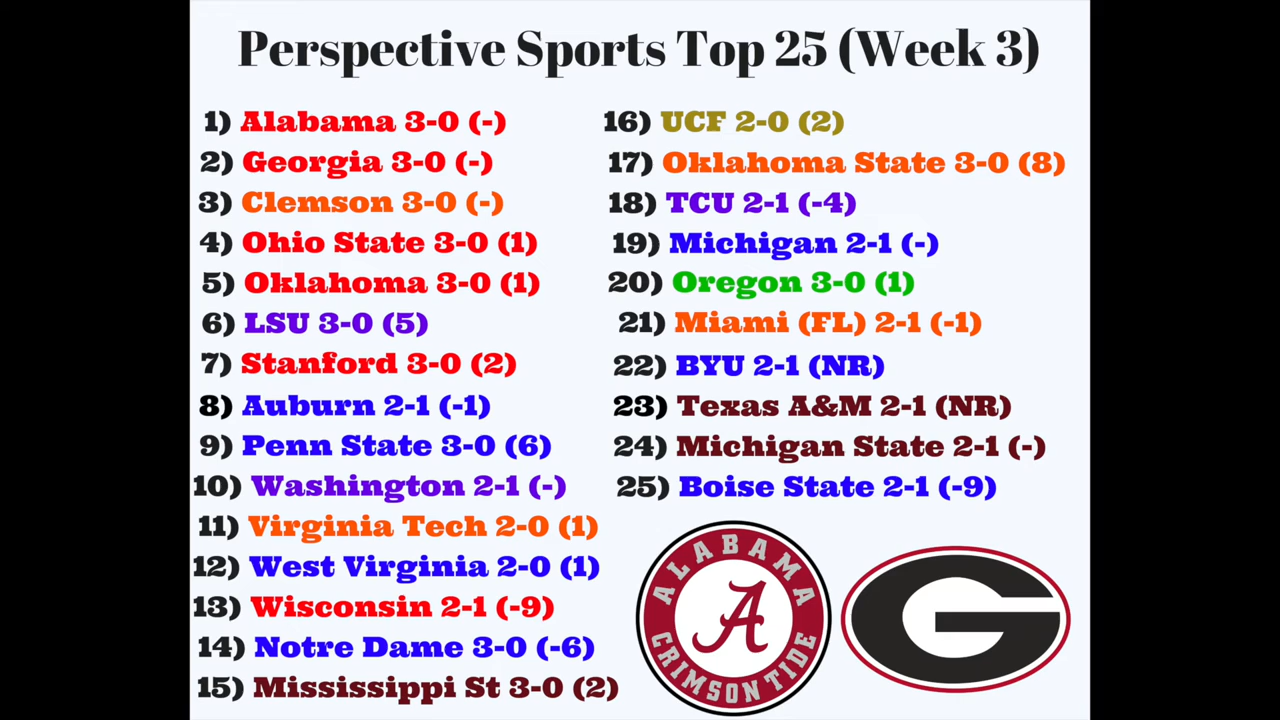 Perspective Sports Top 25 (Week 3)
1) Alabama 3-0 (-)
2) Georgia 3-0 (-)
3) Clemson 3-0 (-)
4) Ohio State 3-0 (1)
5) Oklahoma 3-0 (1)
6) LSU 3-0 (5)
7) Stanford 3-0 (2)
8) Auburn 2-1 (-1)
9) Penn State 3-0 (6)
10) Washington 2-1 (-)
11) Virginia Tech 2-0 (1)
12) West Virginia 2-0 (1)
13) Wisconsin 2-1 (-9)
14) Notre Dame 3-0 (-6)
15) Mississippi St 3-0 (2)
16) UCF 2-0 (2)
17) Oklahoma State 3-0 (8)
18) TCU 2-1 (-4)
19) Michigan 2-1 (-)
20) Oregon 3-0 (1)
21) Miami (FL) 2-1 (-1)
22) BYU 2-1 (NR)
23) Texas A&M 2-1 (NR)
24) Michigan State 2-1 (-)
25) Boise State 2-1 (-9)
ALABAMA
A
CRIMSON TIDE
G